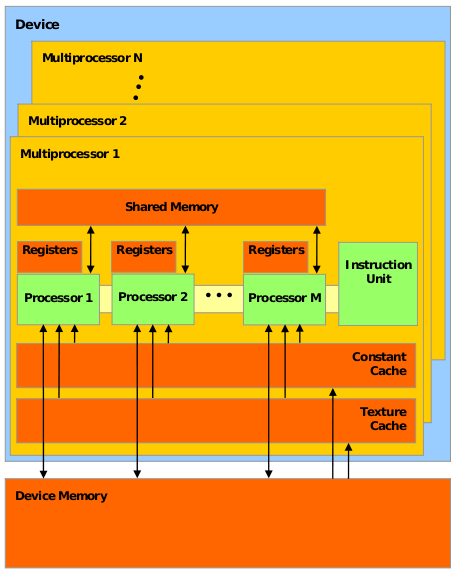 Device
Multiprocessor N
Multiprocessor 2
Multiprocessor 1
Shared Memory
Registers
Registers
Registers
Processor 1
Processor 2
Processor M
Instruction
Unit
Constant
Cache
Texture
Cache
Device Memory